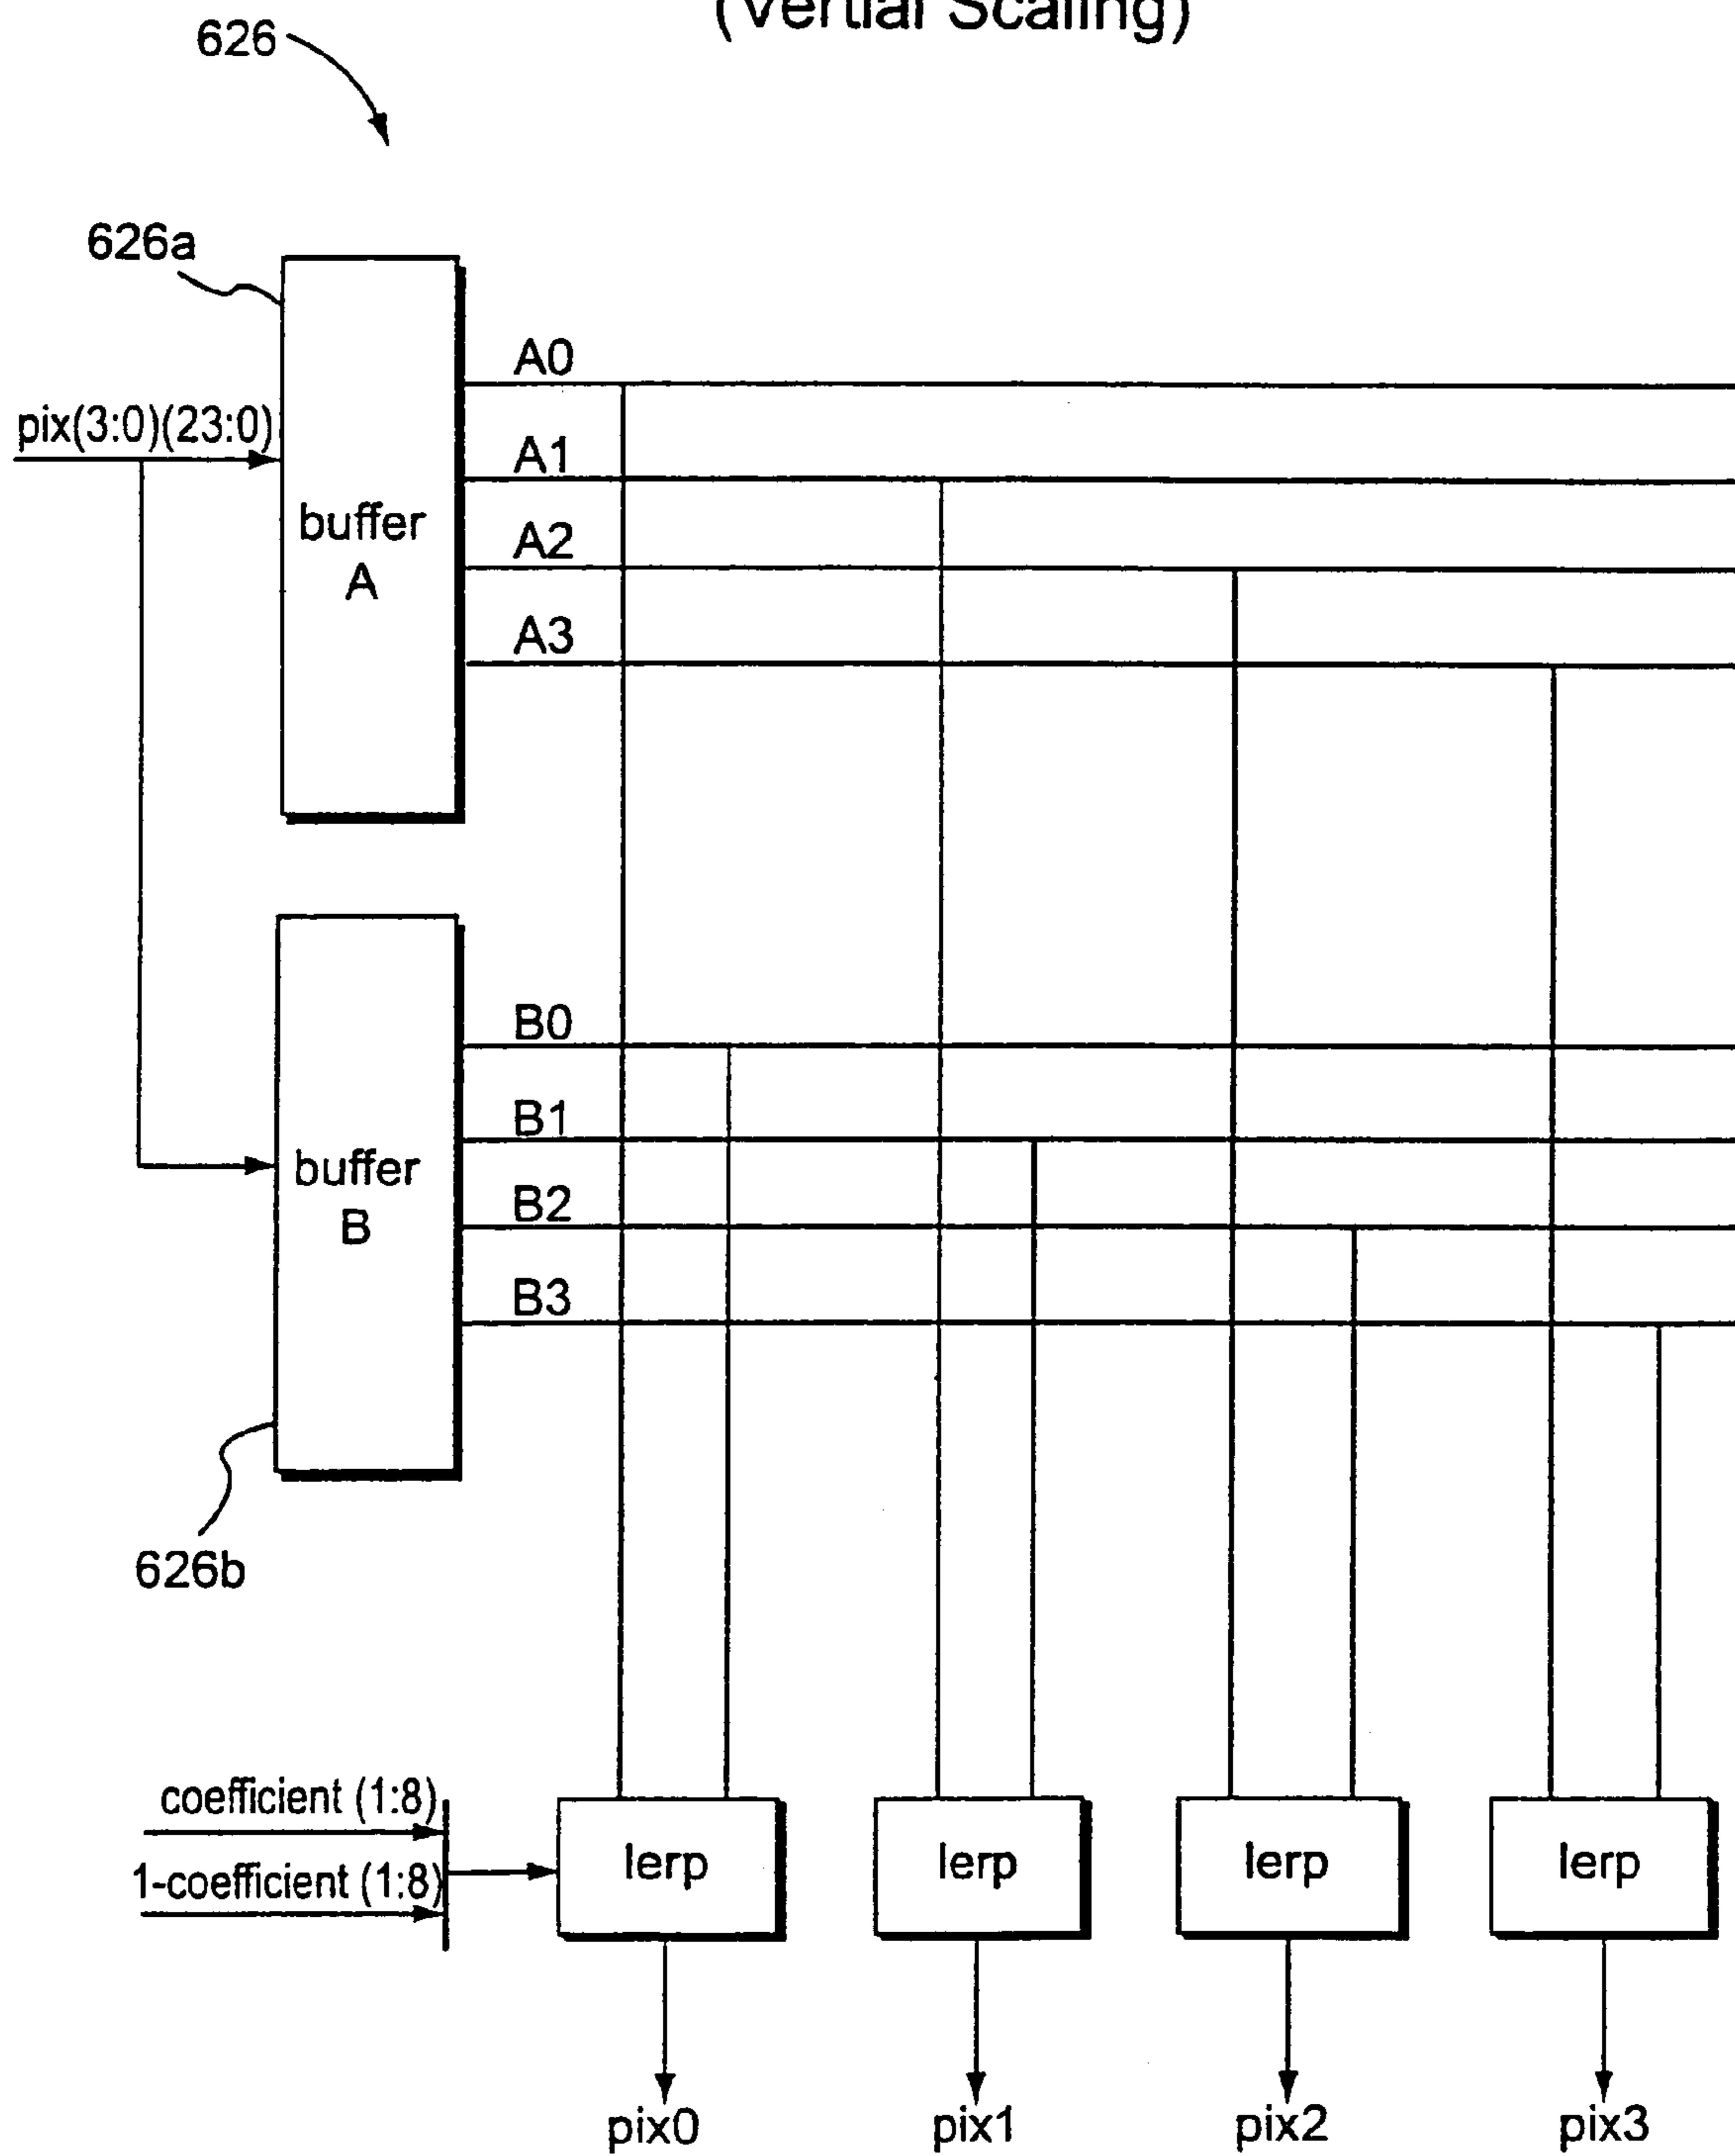 (Vertial Scaling)
626
626a
A0
pix(3:0)(23:0)
A1
buffer
A
A2
A3
B0
B1
buffer
B
B2
B3
626b
coefficient (1:8)
1-coefficient (1:8)
lerp
lerp
lerp
lerp
pix0
pix1
pix2
pix3